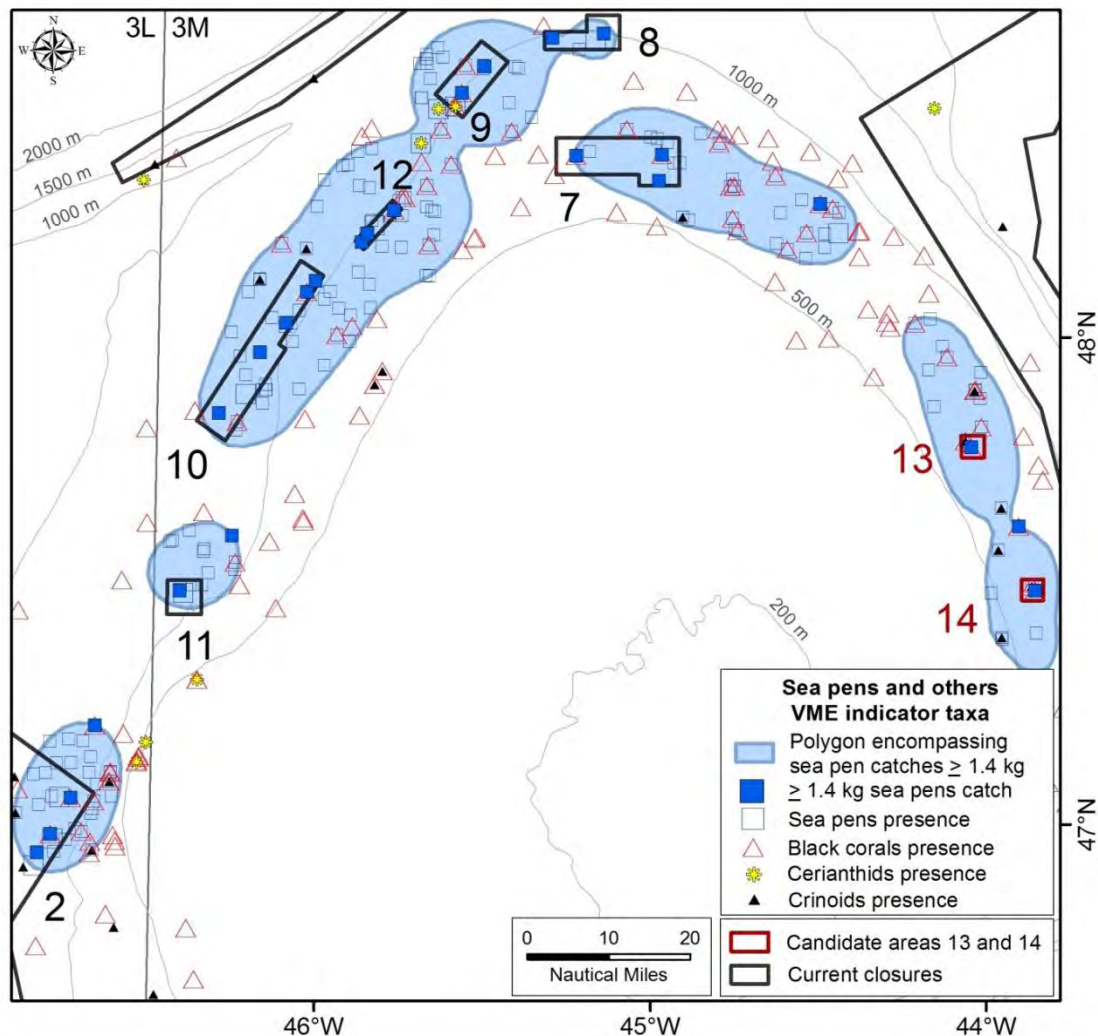 3L 3M
N
W E
S
8
1000 m
2000 m
1500 m
1000 m
9
12
7
500 m
48°N
10
13
11
14
200 m
47°N
2
Sea pens and others
VME indicator taxa
Polygon encompassing
sea pen catches ≥ 1.4 kg
≥ 1.4 kg sea pens catch
Sea pens presence
Black corals presence
Cerianthids presence
Crinoids presence
Candidate areas 13 and 14
Current closures
0 10 20
Nautical Miles
46°W 45°W 44°W